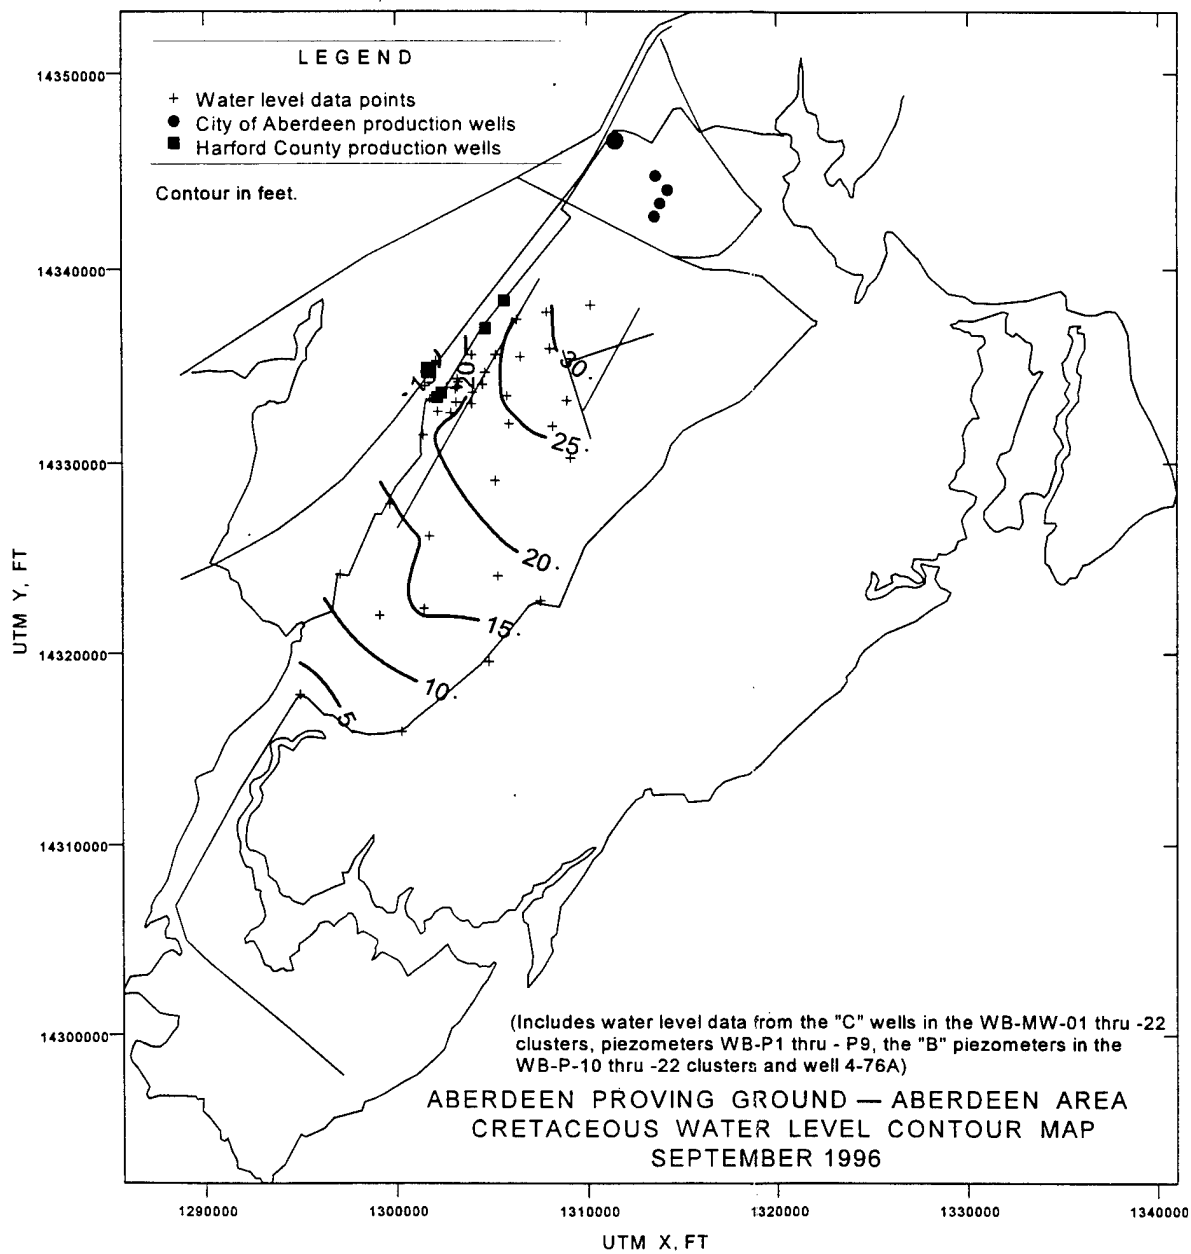 LEGEND
Water level data points
City of Aberdeen production wells
Harford County production wells
Contour in feet.
14350000
14340000
14330000
14320000
14310000
14300000
UTM Y, FT
30.
20
25.
20.
15.
10.
5
(Includes water level data from the "C" wells in the WB-MW-01 thru -22
clusters, piezometers WB-P1 thru - P9, the "B" piezometers in the
WB-P-10 thru -22 clusters and well 4-76A)
ABERDEEN PROVING GROUND — ABERDEEN AREA
CRETACEOUS WATER LEVEL CONTOUR MAP
SEPTEMBER 1996
1290000 1300000 1310000 1320000 1330000 1340000
UTM X, FT